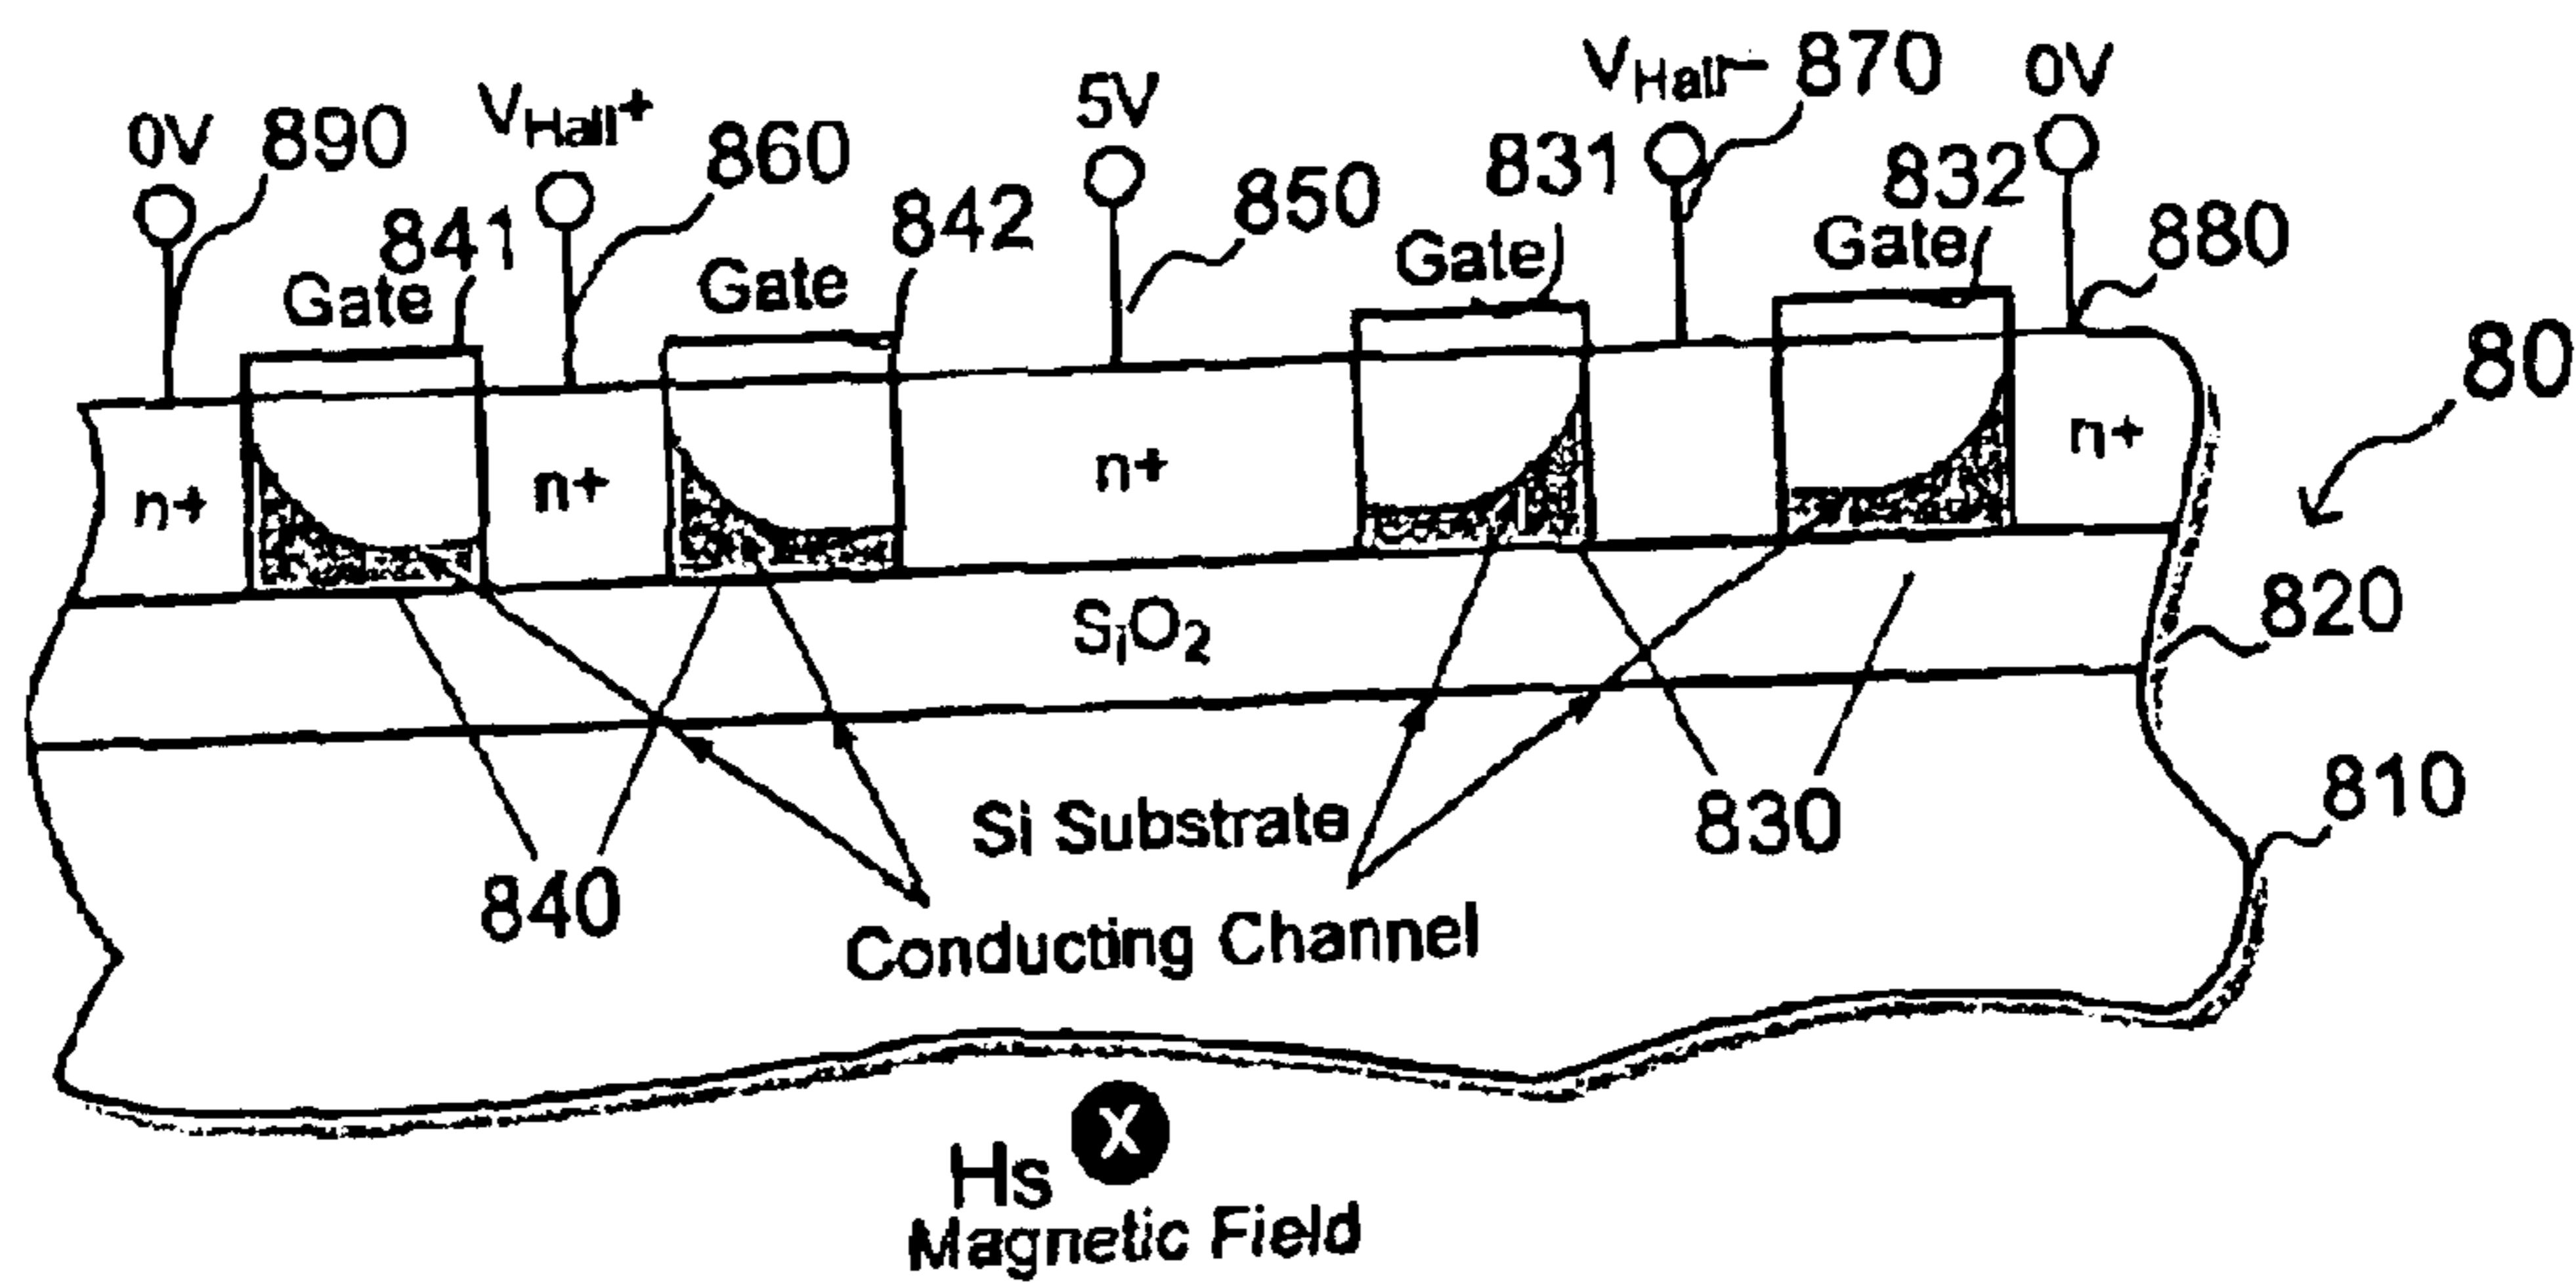 0V 890 VHall+ 860 5V 850 VHall- 870 0V
841 842 831 832 880
Gate Gate Gate Gate
80
n+ n+ n+ n+
SiO2
820
Si Substrate
840 830 810
Conducting Channel
X
Hs
Magnetic Field